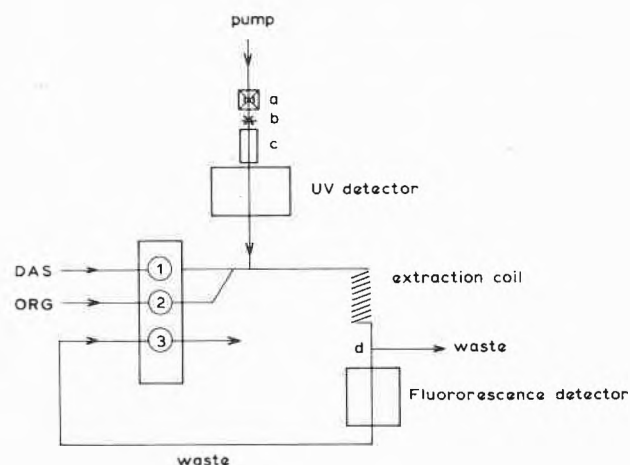 pump
a
b
c
UV detector
DAS
1
ORG
2
3
extraction coil
d
waste
Fluororescence detector
waste